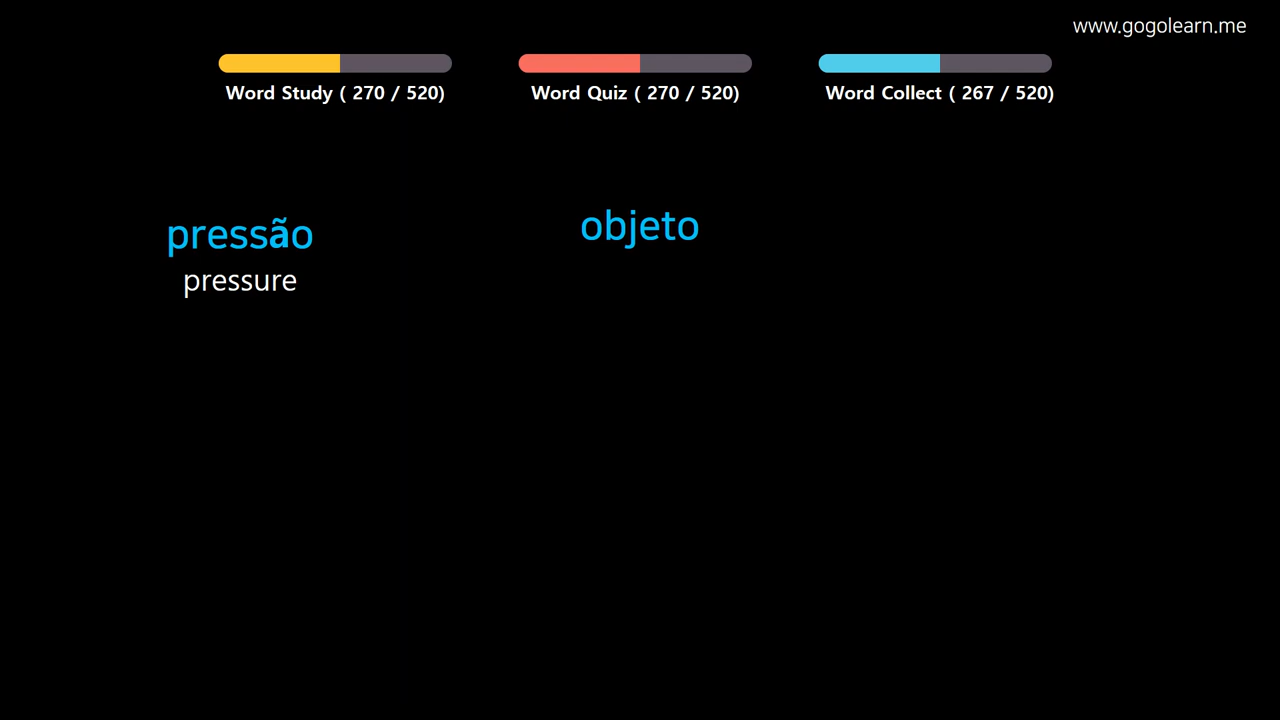 www.gogolearn.me
Word Study ( 270 / 520)
Word Quiz ( 270 / 520)
Word Collect ( 267 / 520)
pressão
pressure
objeto